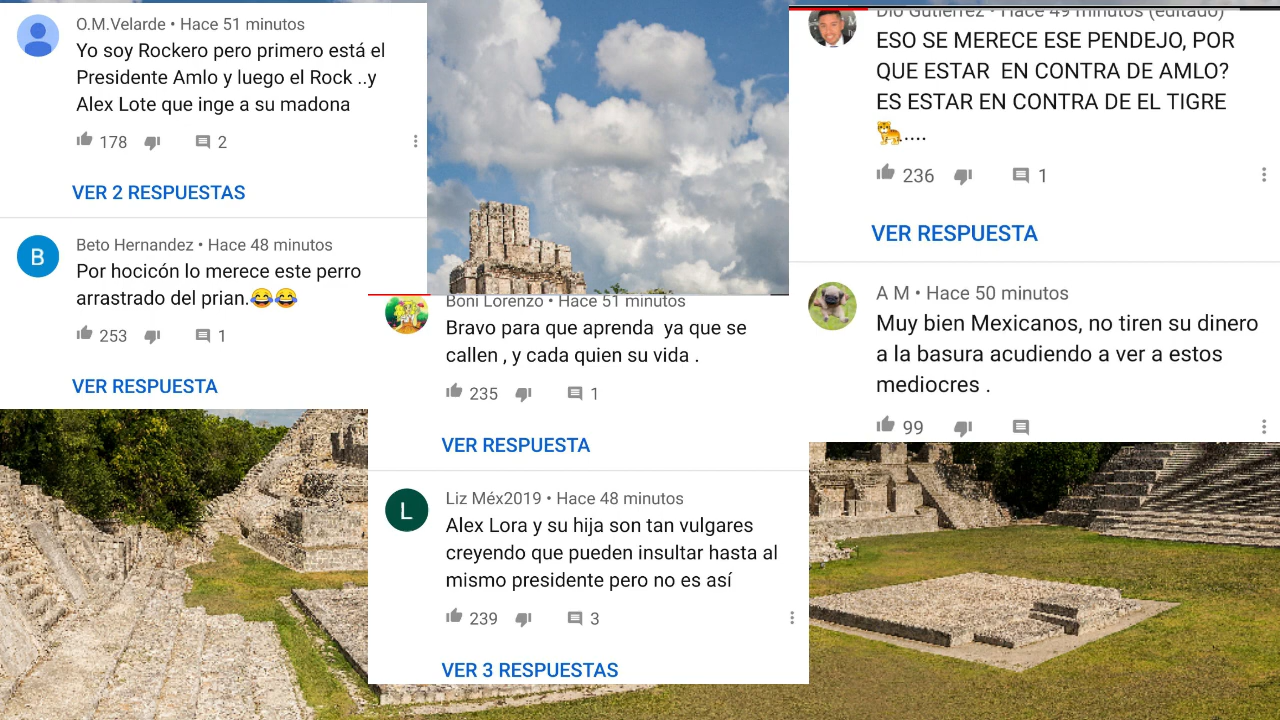 O.M.Velarde • Hace 51 minutos
Yo soy Rockero pero primero está el
Presidente Amlo y luego el Rock ..y
Alex Lote que inge a su madona
178 2
VER 2 RESPUESTAS
B
Beto Hernandez • Hace 48 minutos
Por hocicón lo merece este perro
arrastrado del prian.😂😂
253 1
VER RESPUESTA
Boni Lorenzo • Hace 51 minutos
Bravo para que aprenda ya que se
callen , y cada quien su vida .
235 1
VER RESPUESTA
L
Liz Méx2019 • Hace 48 minutos
Alex Lora y su hija son tan vulgares
creyendo que pueden insultar hasta al
mismo presidente pero no es así
239 3
VER 3 RESPUESTAS
Dio Gutierrez • Hace 49 minutos (editado)
ESO SE MERECE ESE PENDEJO, POR
QUE ESTAR EN CONTRA DE AMLO?
ES ESTAR EN CONTRA DE EL TIGRE
🐅....
236 1
VER RESPUESTA
A M • Hace 50 minutos
Muy bien Mexicanos, no tiren su dinero
a la basura acudiendo a ver a estos
mediocres .
99